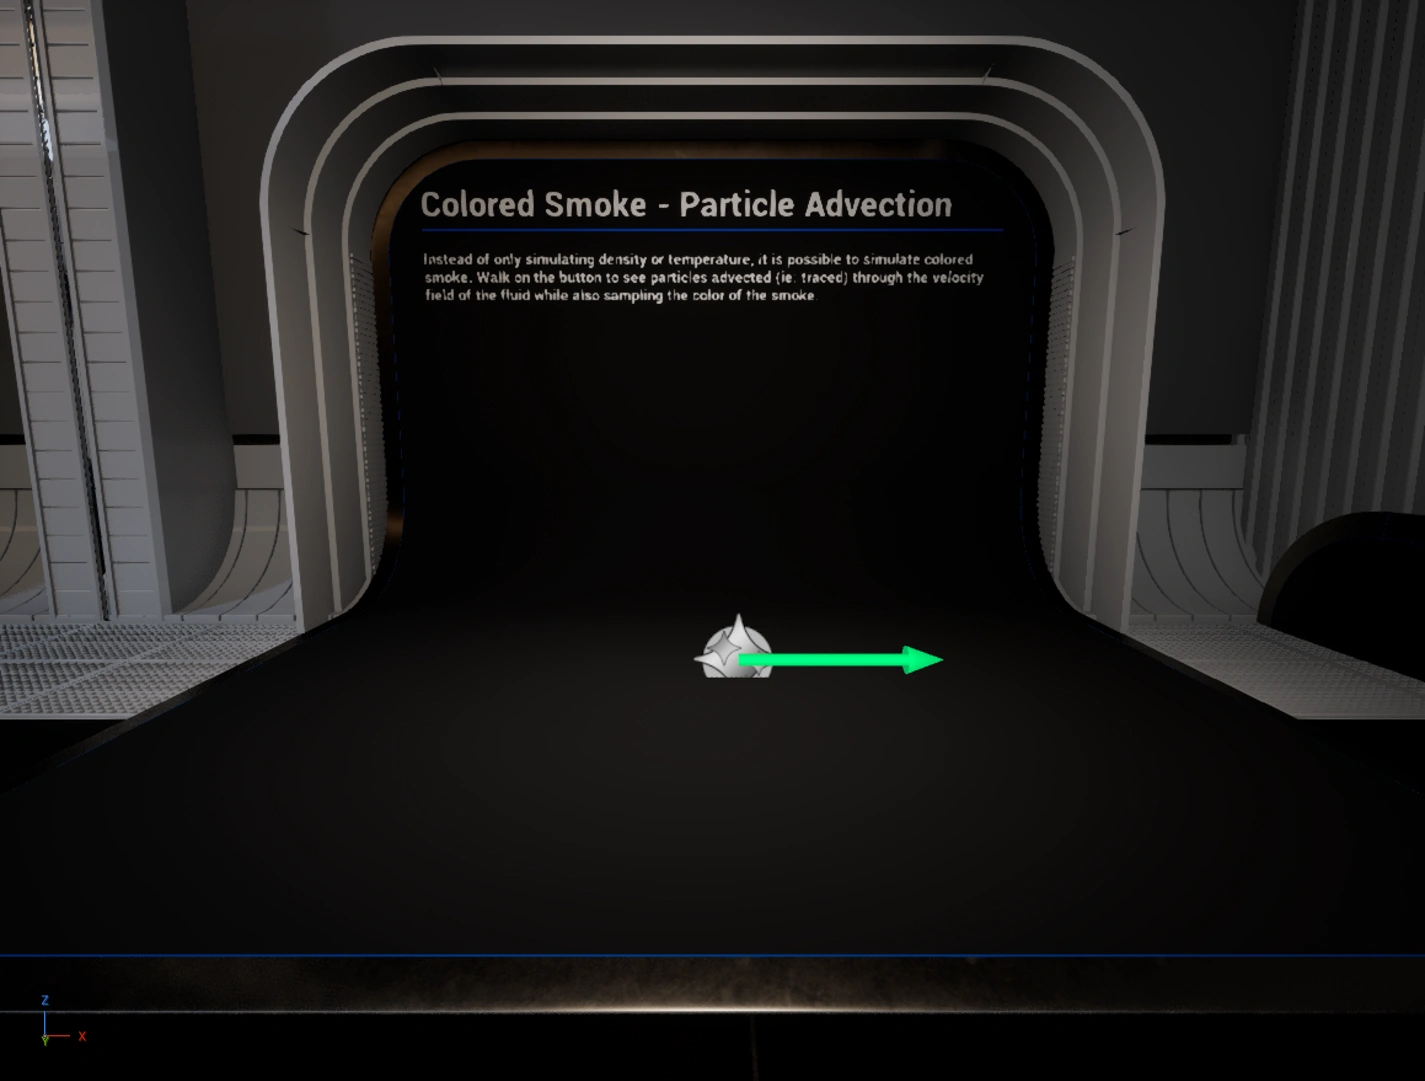 Colored Smoke - Particle Advection
Instead of only simulating density or temperature, it is possible to simulate colored
smoke. Walk on the button to see particles advected (ie. traced) through the velocity
field of the fluid while also sampling the color of the smoke.
Z
X
Y